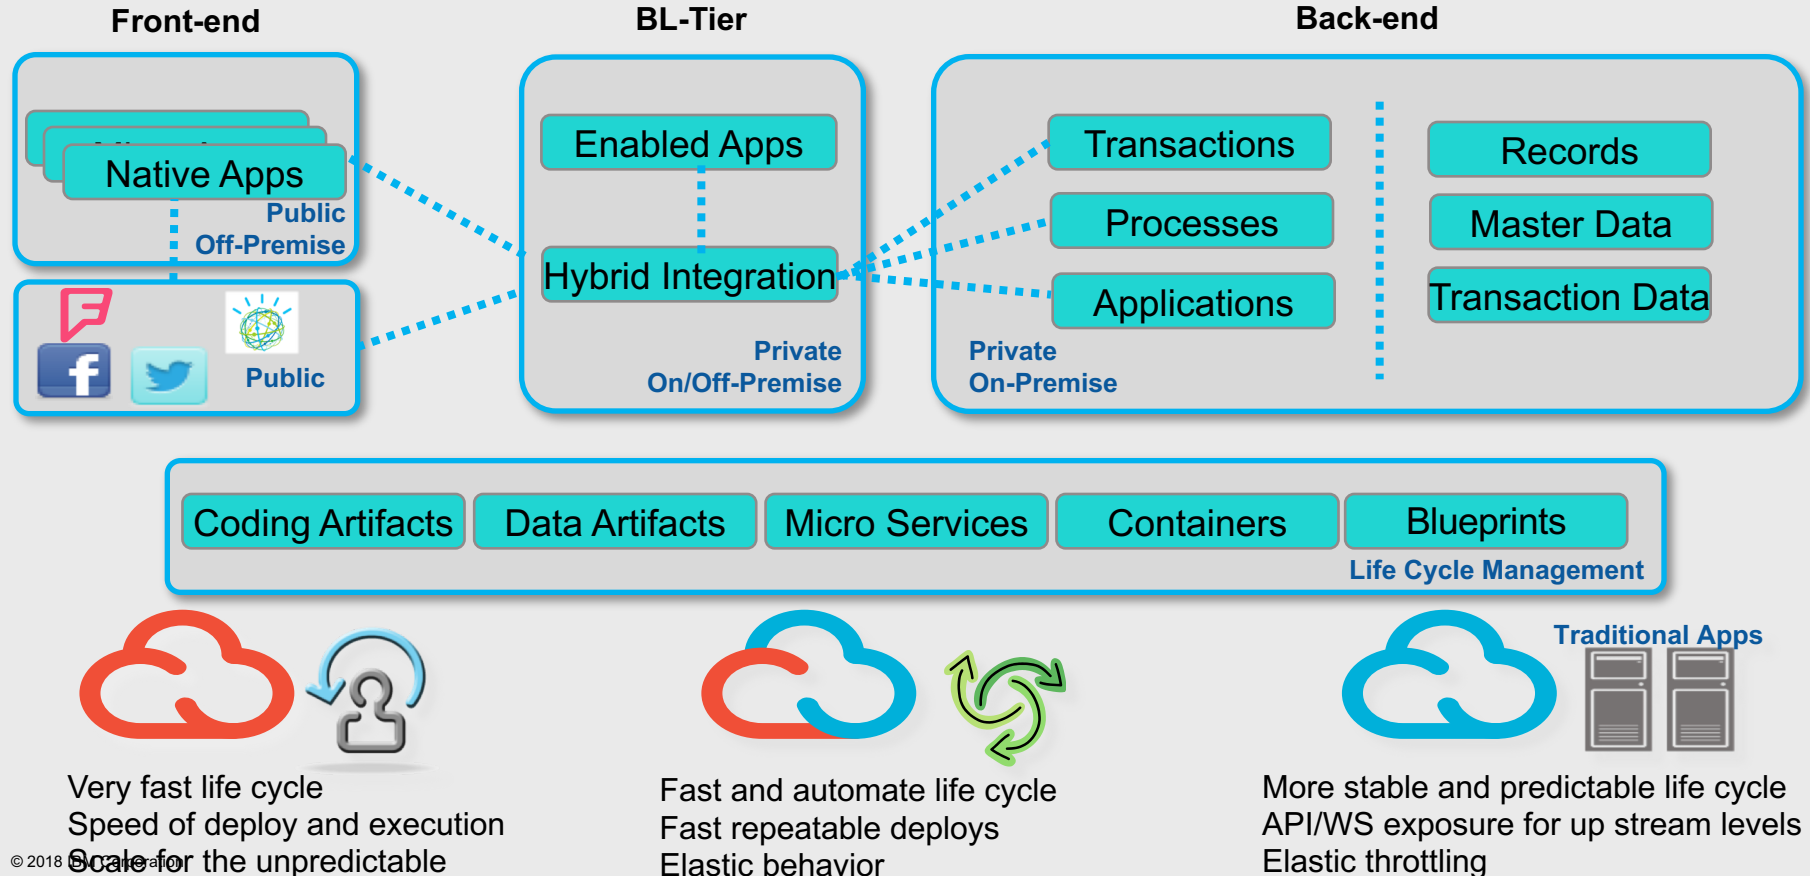 Front-end
BL-Tier
Back-end
Native Apps
Public
Off-Premise
Public
Enabled Apps
Hybrid Integration
Private
On/Off-Premise
Transactions
Processes
Applications
Private
On-Premise
Records
Master Data
Transaction Data
Coding Artifacts
Data Artifacts
Micro Services
Containers
Blueprints
Life Cycle Management
Traditional Apps
Very fast life cycle
Speed of deploy and execution
Scale for the unpredictable
Fast and automate life cycle
Fast repeatable deploys
Elastic behavior
More stable and predictable life cycle
API/WS exposure for up stream levels
Elastic throttling
© 2018 IBM Corporation